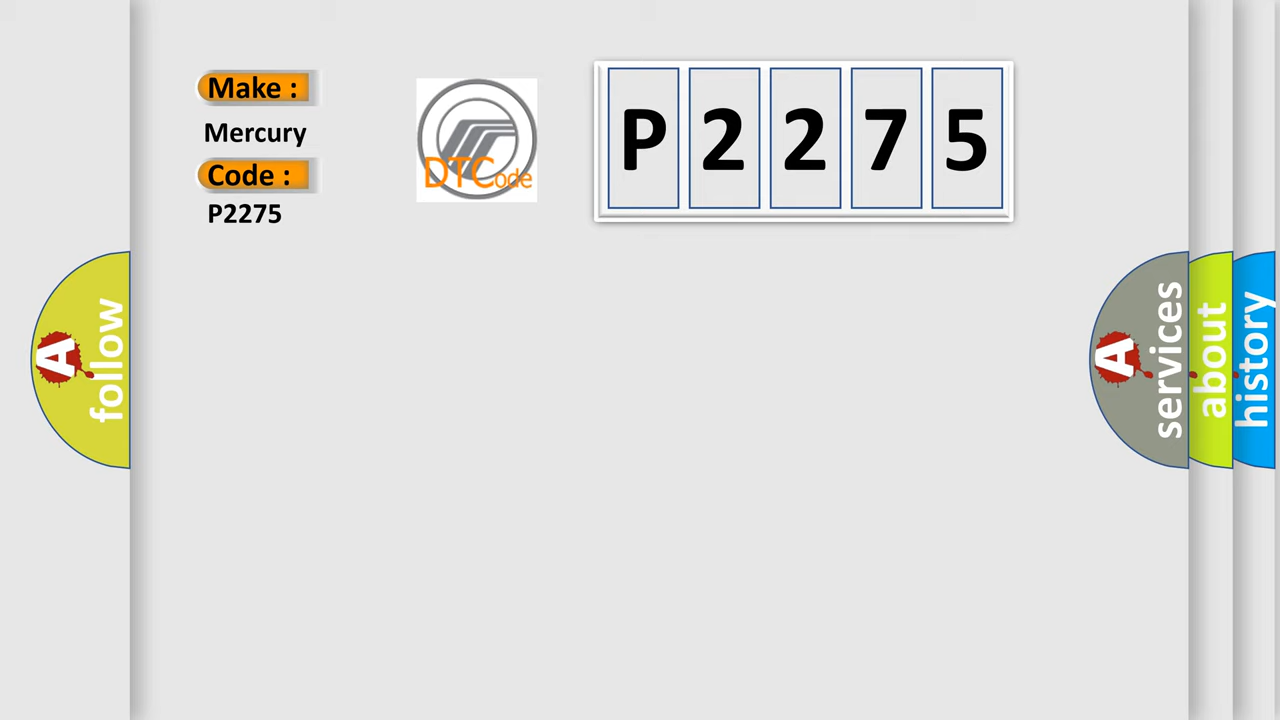 Make :
Mercury
Code :
P2275
DTCode
P 2 2 7 5
A follow
A services
about
history